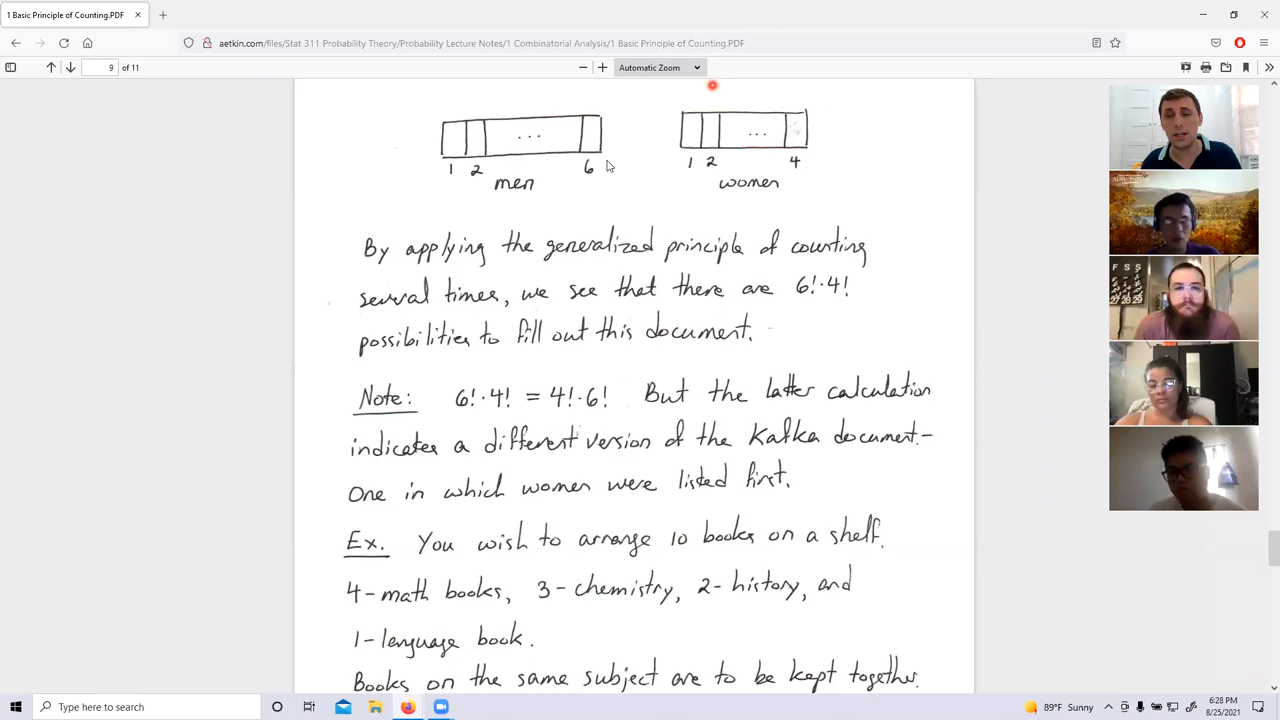 1 Basic Principle of Counting.PDF
aetkin.com/files/Stat 311 Probability Theory/Probability Lecture Notes/1 Combinatorial Analysis/1 Basic Principle of Counting.PDF
9 of 11
Automatic Zoom
1 2 ... 6
men
1 2 ... 4
women
By applying the generalized principle of counting
several times, we see that there are 6!·4!
possibilities to fill out this document.
Note: 6!·4! = 4!·6! But the latter calculation
indicates a different version of the Kafka document-
One in which women were listed first.
Ex. You wish to arrange 10 books on a shelf.
4-math books, 3-chemistry, 2-history, and
1-lenguage book.
Books on the same subject are to be kept together.
F S S
27 28 29
Type here to search
89°F Sunny
6:28 PM
8/25/2021